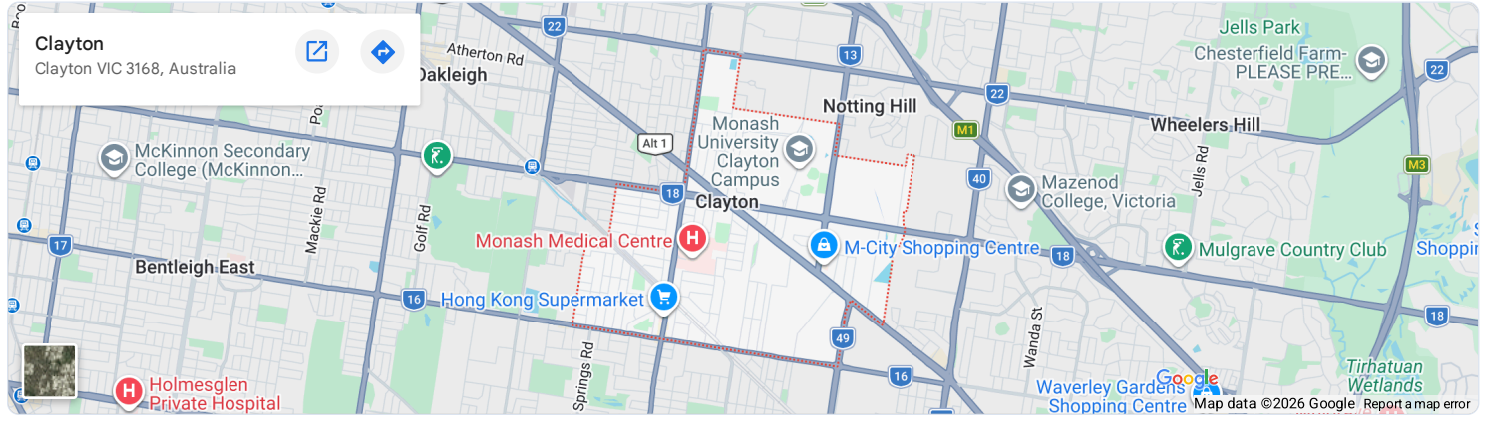 Clayton
Clayton VIC 3168, Australia
22
Atherton Rd
Oakleigh
13
Jells Park
Chesterfield Farm-
PLEASE PRE...
22
22
Notting Hill
Wheelers Hill
M1
M3
Alt 1
Monash
University
Clayton
Campus
McKinnon Secondary
College (McKinnon...
Mackie Rd
Golf Rd
18
Clayton
40
Mazenod
College, Victoria
Jells Rd
17
Monash Medical Centre
H
M-City Shopping Centre
18
Mulgrave Country Club
Bentleigh East
16
Hong Kong Supermarket
18
49
Wanda St
Springs Rd
16
Holmesglen
Private Hospital
H
Tirhatuan
Wetlands
Waverley Gardens
Shopping Centre
Google
Map data ©2026 Google
Report a map error